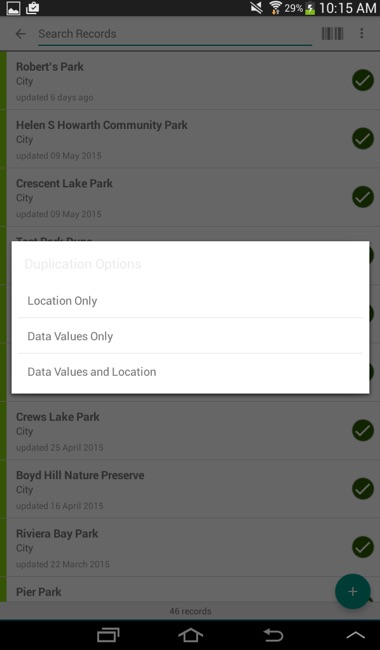 29%
10:15 AM
Search Records
Robert's Park
City
updated 6 days ago
Helen S Howarth Community Park
City
updated 09 May 2015
Crescent Lake Park
City
updated 09 May 2015
Duplication Options
Location Only
Data Values Only
Data Values and Location
Crews Lake Park
City
updated 25 April 2015
Boyd Hill Nature Preserve
City
updated 16 April 2015
Riviera Bay Park
City
updated 22 March 2015
Pier Park
46 records